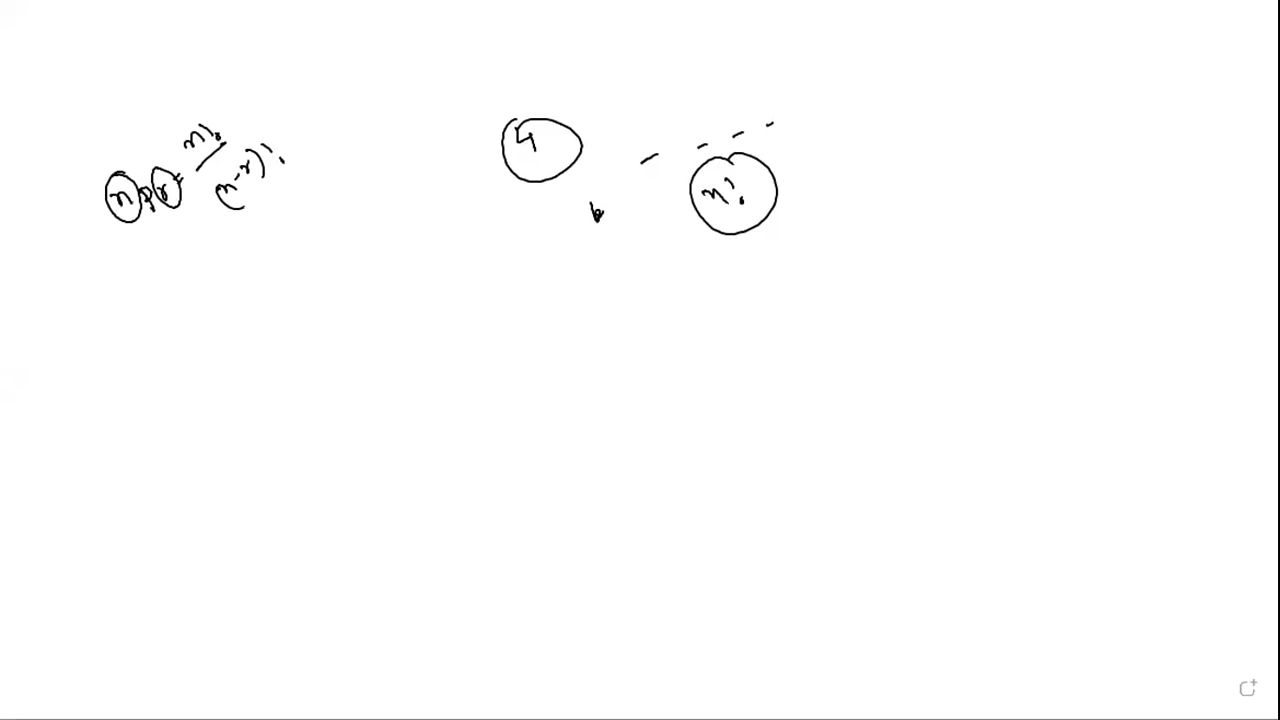 nPr = n! / (n-r)!
4
- - - -
n!